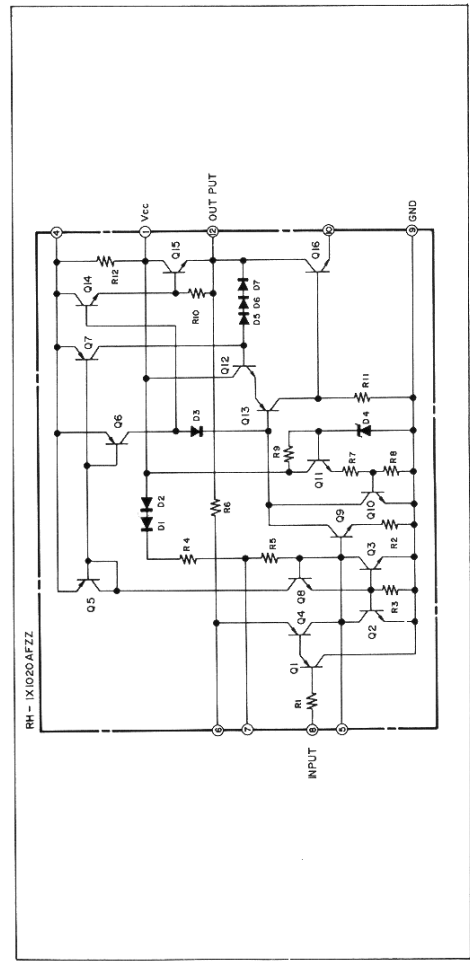 RH-1X1020AFZZ
4
Vcc
1
12
OUT PUT
10
9
GND
R12
Q14
Q15
R10
Q16
Q7
D5 D6 D7
Q12
Q6
D3
Q13
R11
R9
D4
Q11
R7
R8
D1 D2
R6
Q10
Q9
Q5
R4
R5
Q8
Q3
R2
Q4
R3
Q2
Q1
R1
6
7
8
INPUT
5